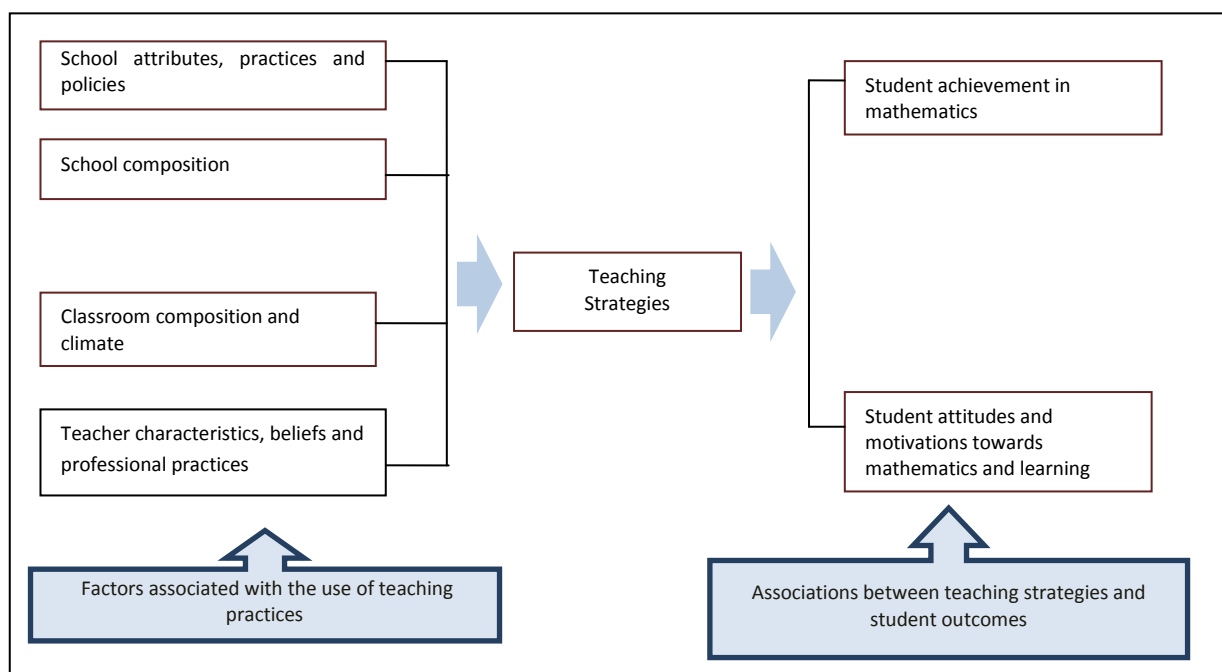 School attributes, practices and
policies
School composition
Classroom composition and
climate
Teacher characteristics, beliefs and
professional practices
Factors associated with the use of teaching
practices
Teaching
Strategies
Student achievement in
mathematics
Student attitudes and
motivations towards
mathematics and learning
Associations between teaching strategies and
student outcomes